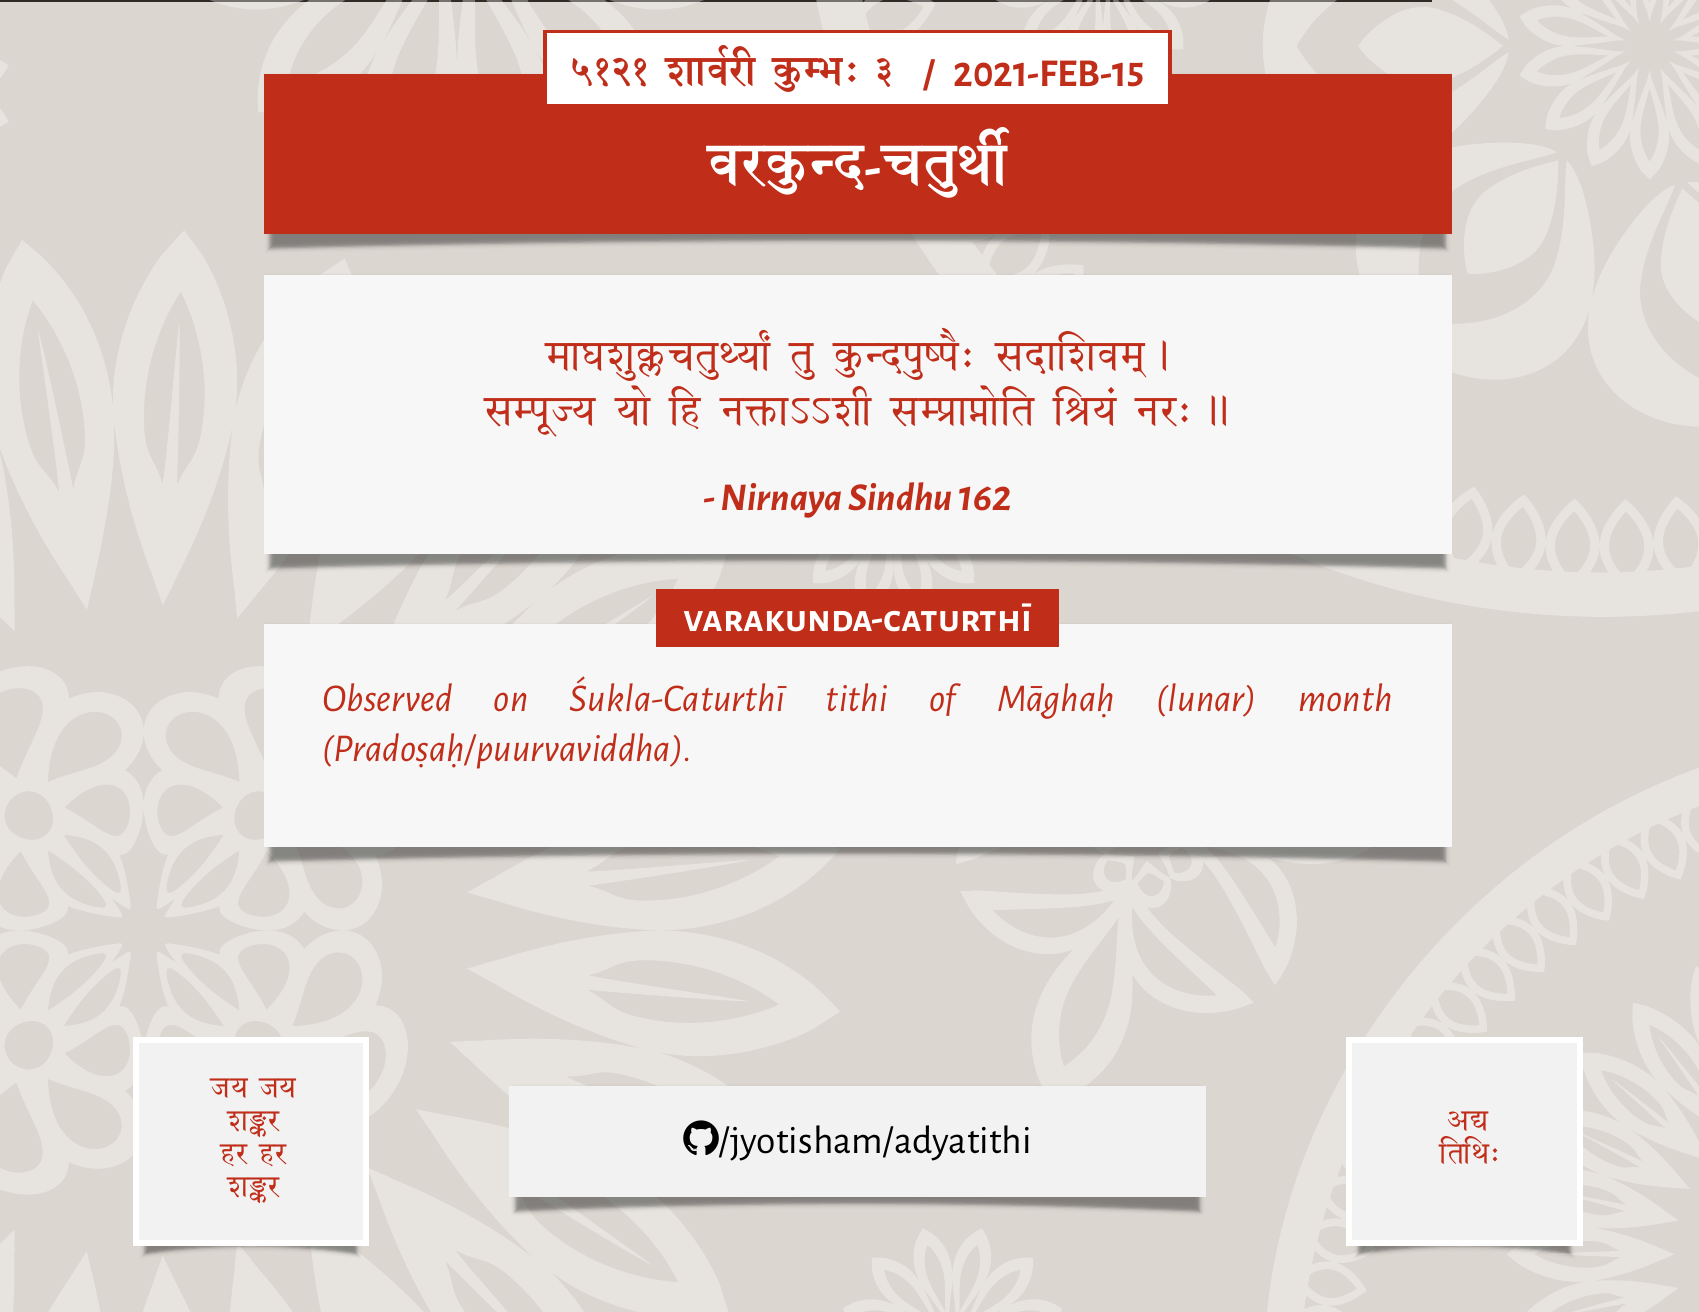 ५१२१ शार्वरी कुम्भः ३ / 2021-FEB-15
वरकुन्द-चतुर्थी
माघशुक्लचतुर्थ्यां तु कुन्दपुष्पैः सदाशिवम् ।
सम्पूज्य यो हि नक्ताऽऽशी सम्प्राप्नोति श्रियं नरः ॥
- Nirnaya Sindhu 162
VARAKUNDA-CATURTHĪ
Observed on Śukla-Caturthī tithi of Māghaḥ (lunar) month
(Pradoṣaḥ/puurvaviddha).
जय जय
शङ्कर
हर हर
शङ्कर
/jyotisham/adyatithi
अद्य
तिथिः